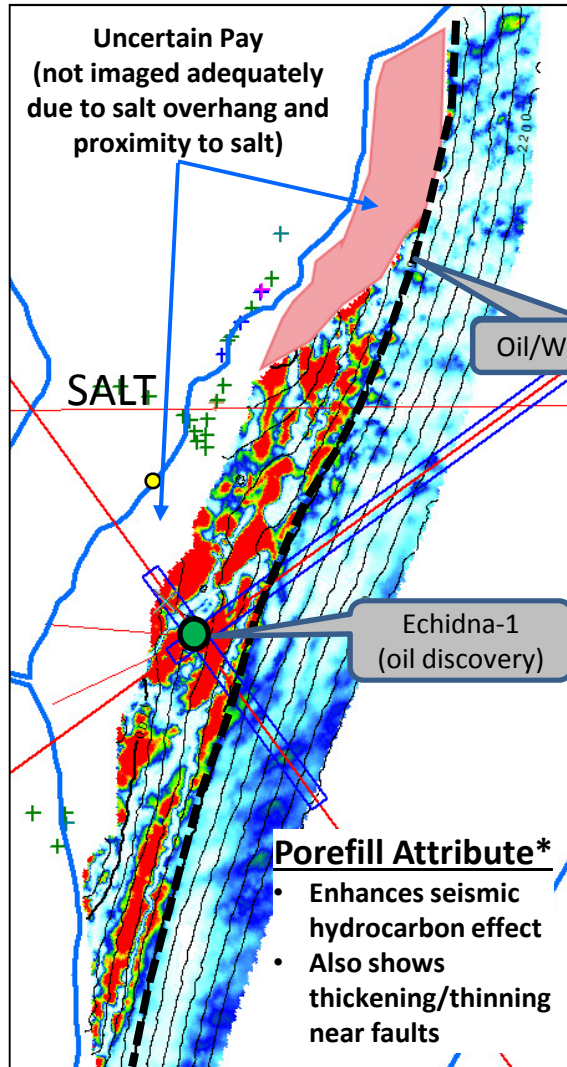 Uncertain Pay
(not imaged adequately
due to salt overhang and
proximity to salt)
2200
Oil/W
SALT
Echidna-1
(oil discovery)
Porefill Attribute*
• Enhances seismic
hydrocarbon effect
• Also shows
thickening/thinning
near faults